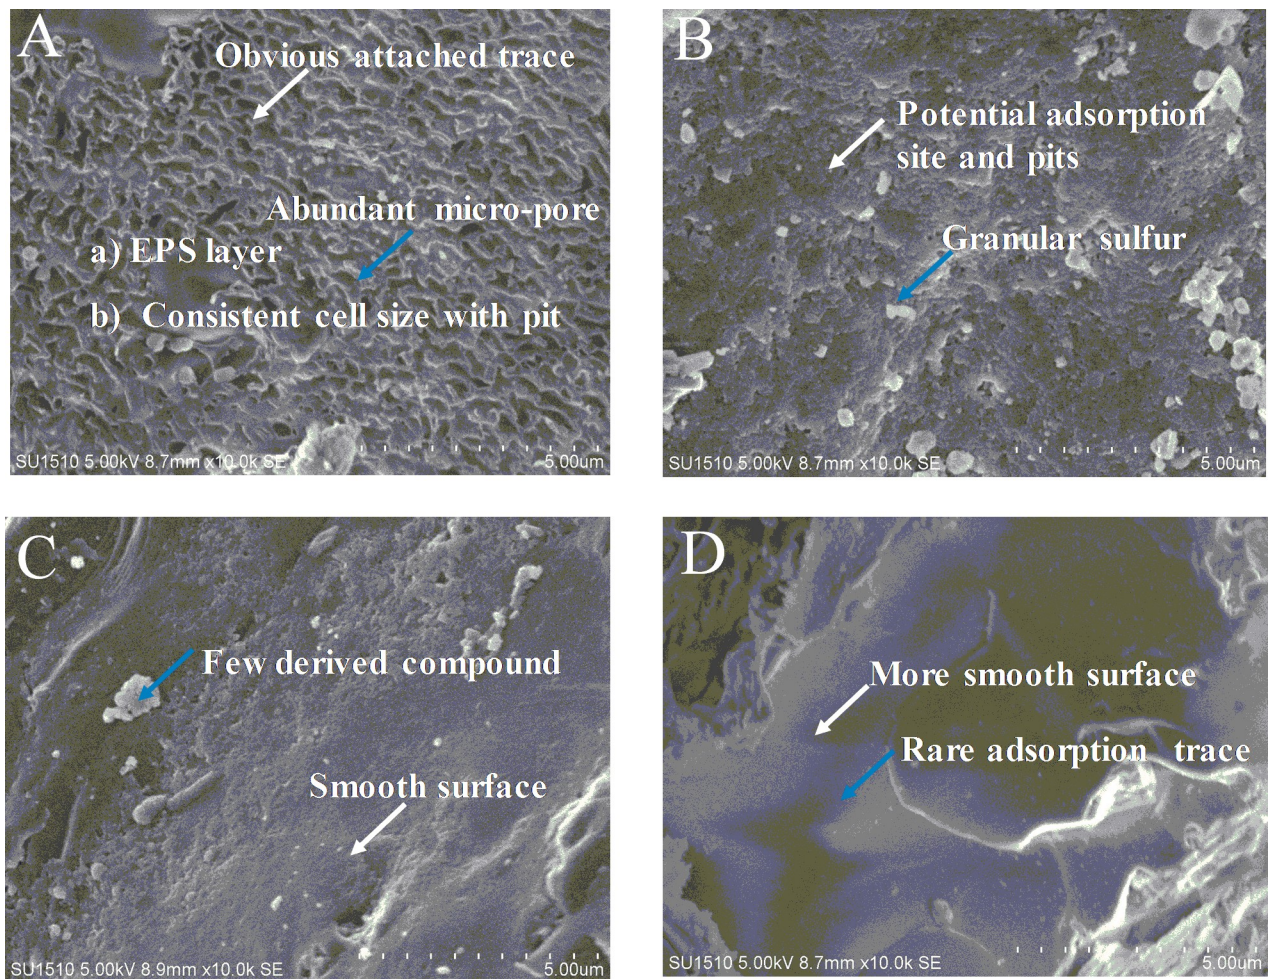 A
Obvious attached trace
Abundant micro-pore
a) EPS layer
b) Consistent cell size with pit
SU1510 5.00kV 8.7mm x10.0k SE
5.00um
B
Potential adsorption
site and pits
Granular sulfur
SU1510 5.00kV 8.7mm x10.0k SE
5.00um
C
Few derived compound
Smooth surface
SU1510 5.00kV 8.9mm x10.0k SE
5.00um
D
More smooth surface
Rare adsorption trace
SU1510 5.00kV 8.7mm x10.0k SE
5.00um